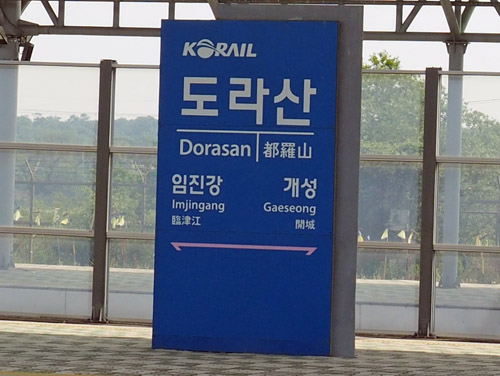 KORAIL
도라산
Dorasan 都羅山
임진강 개성
Imjingang Gaeseong
臨津江 開城